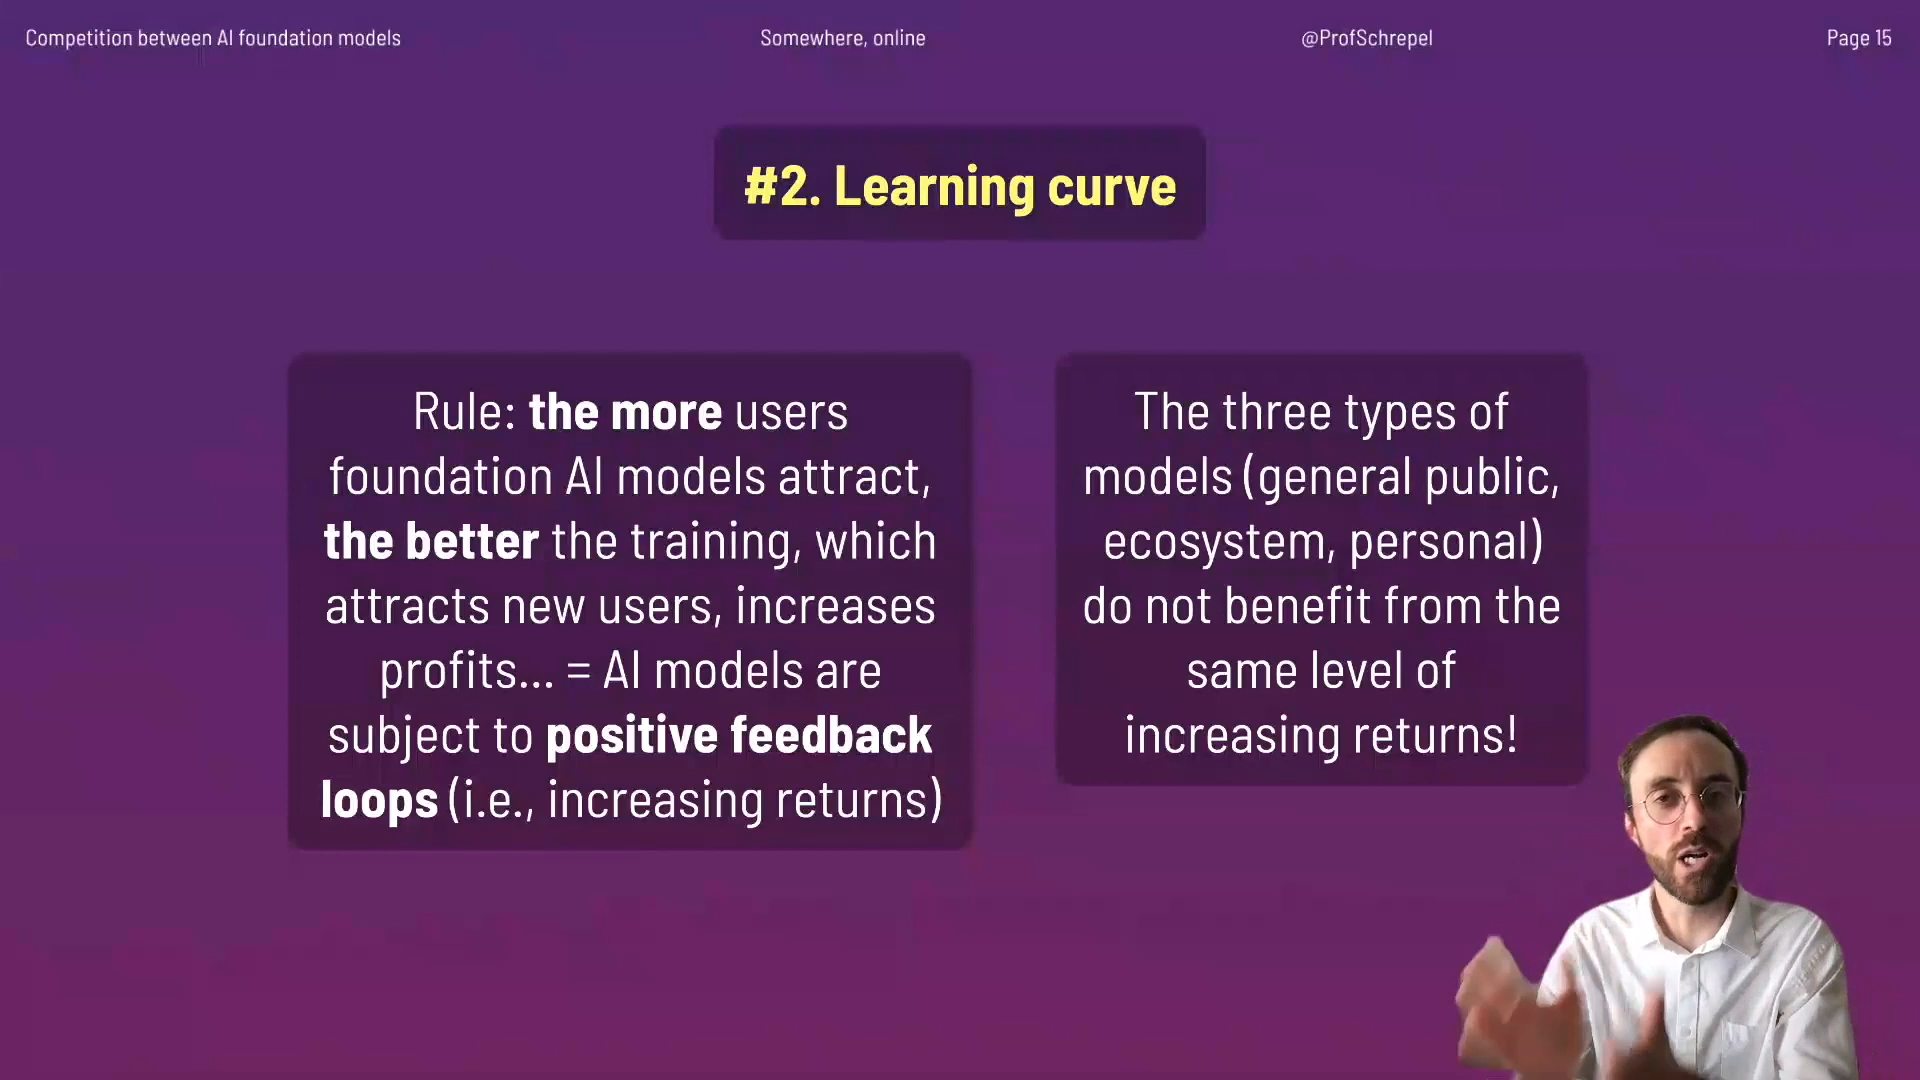 Competition between AI foundation models
Somewhere, online
@ProfSchrepel
Page 15
#2. Learning curve
Rule: the more users
foundation AI models attract,
the better the training, which
attracts new users, increases
profits... = AI models are
subject to positive feedback
loops (i.e., increasing returns)
The three types of
models (general public,
ecosystem, personal)
do not benefit from the
same level of
increasing returns!